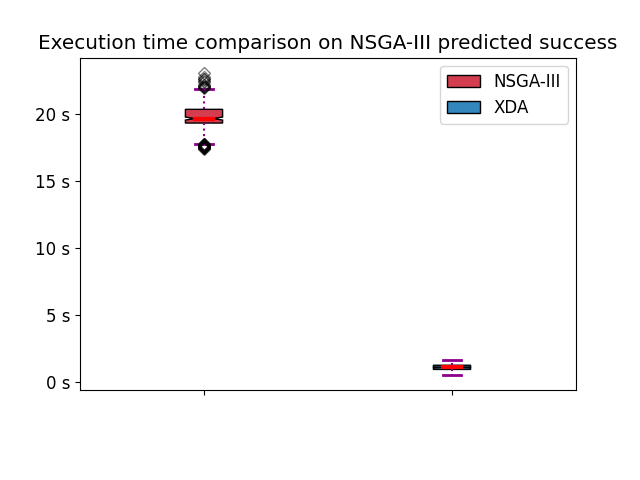 Execution time comparison on NSGA-III predicted success
NSGA-III
XDA
20 s
15 s
10 s
5 s
0 s